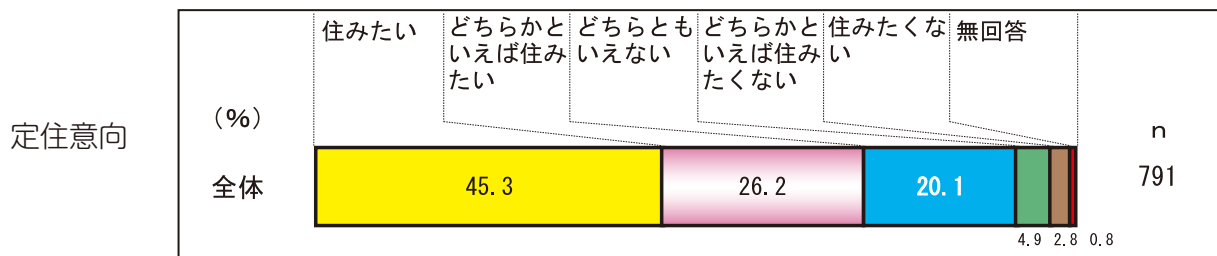 住みたい
どちらかと
いえば住み
たい
どちらとも
いえない
どちらかと
いえば住み
たくない
住みたくな
い
無回答
定住意向
(%)
n
全体
45.3
26.2
20.1
791
4.9
2.8
0.8